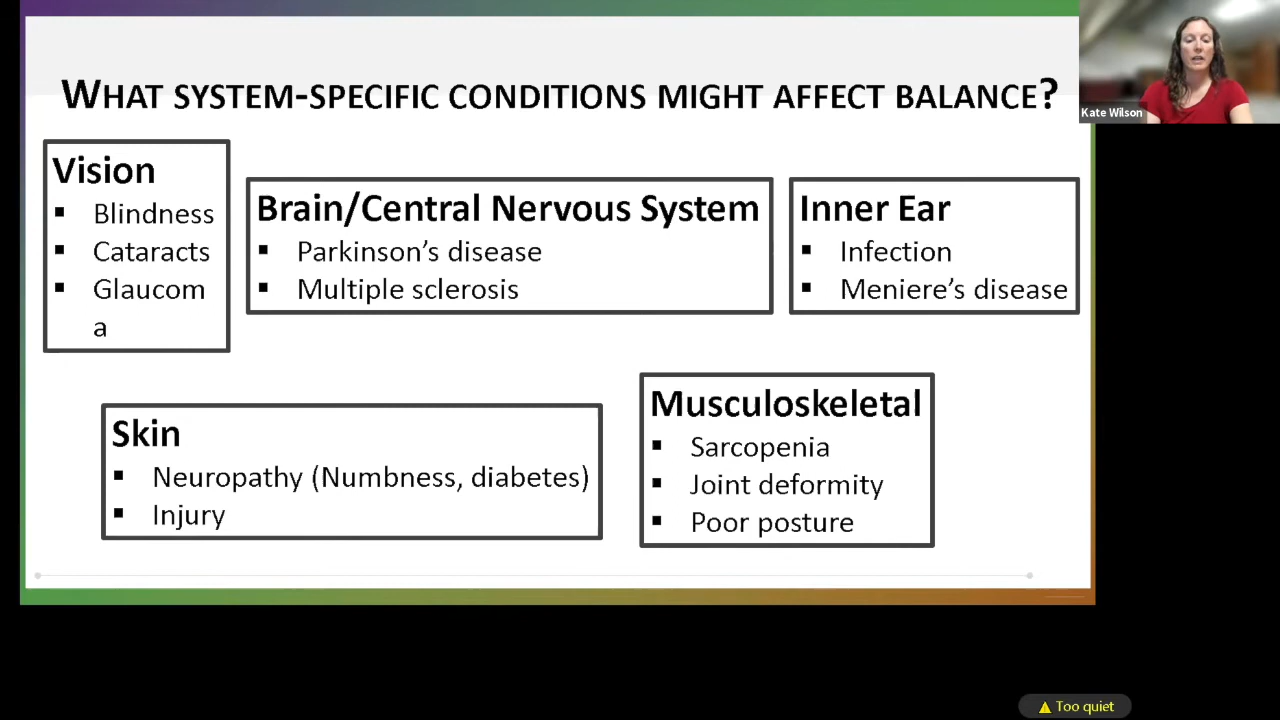 WHAT SYSTEM-SPECIFIC CONDITIONS MIGHT AFFECT BALANCE?
Kate Wilson
Vision
▪ Blindness
▪ Cataracts
▪ Glaucom
a
Brain/Central Nervous System
▪ Parkinson’s disease
▪ Multiple sclerosis
Inner Ear
▪ Infection
▪ Meniere’s disease
Skin
▪ Neuropathy (Numbness, diabetes)
▪ Injury
Musculoskeletal
▪ Sarcopenia
▪ Joint deformity
▪ Poor posture
Too quiet